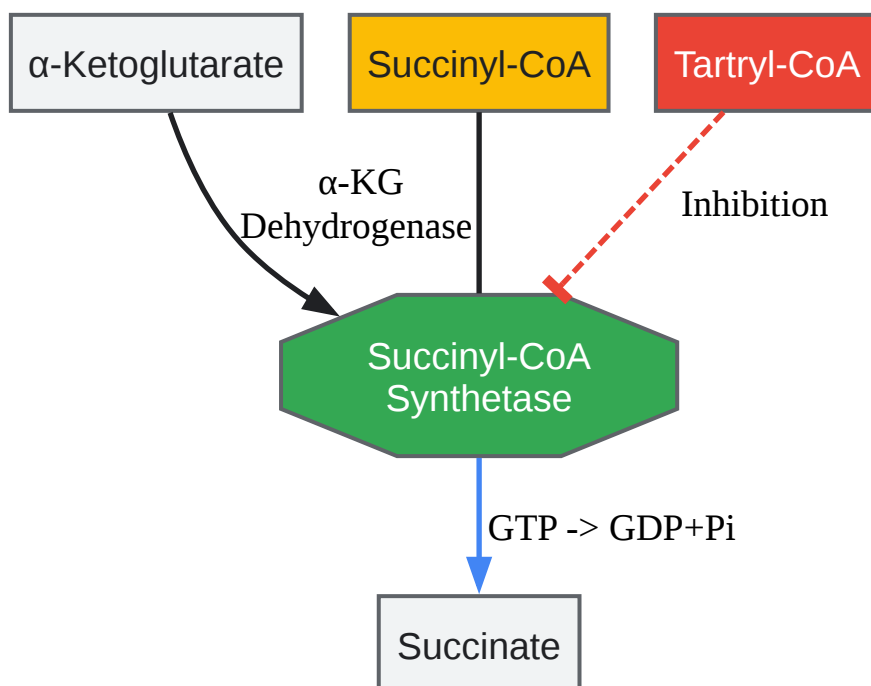 α-Ketoglutarate
Succinyl-CoA
Tartryl-CoA
α-KG
Dehydrogenase
Inhibition
Succinyl-CoA
Synthetase
GTP -> GDP+Pi
Succinate